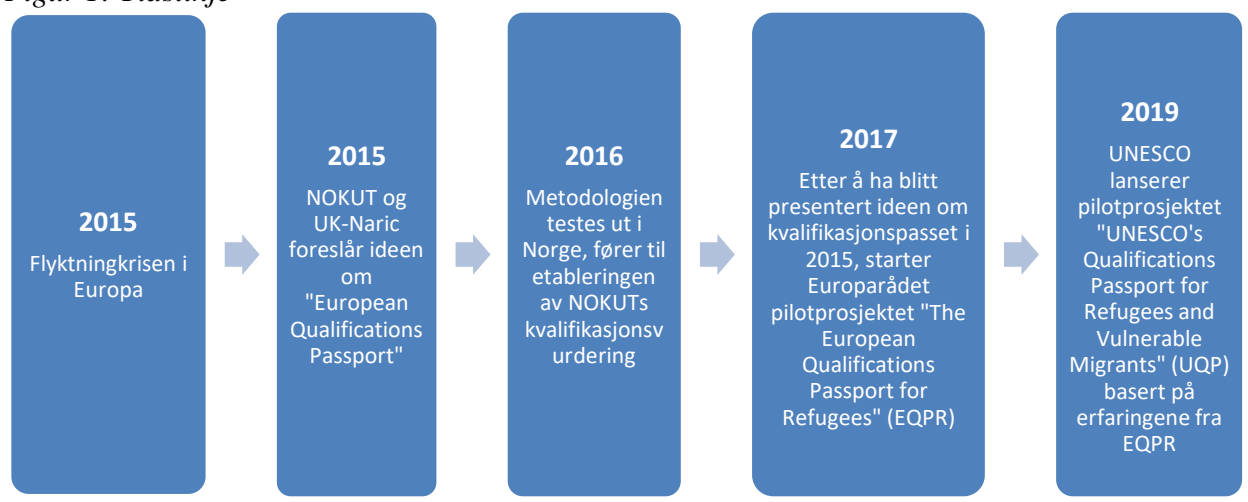 Figur 1: Tidslinje
2015
Flyktningkrisen i
Europa
2015
NOKUT og
UK-Naric
foreslår ideen
om
"European
Qualifications
Passport"
2016
Metodologien
testes ut i
Norge, fører til
etableringen
av NOKUTs
kvalifikasjonsv
urdering
2017
Etter å ha blitt
presentert ideen om
kvalifikasjonspasset i
2015, starter
Europarådet
pilotprosjektet "The
European
Qualifications
Passport for
Refugees" (EQPR)
2019
UNESCO
lanserer
pilotprosjektet
"UNESCO's
Qualifications
Passport for
Refugees and
Vulnerable
Migrants" (UQP)
basert på
erfaringene fra
EQPR